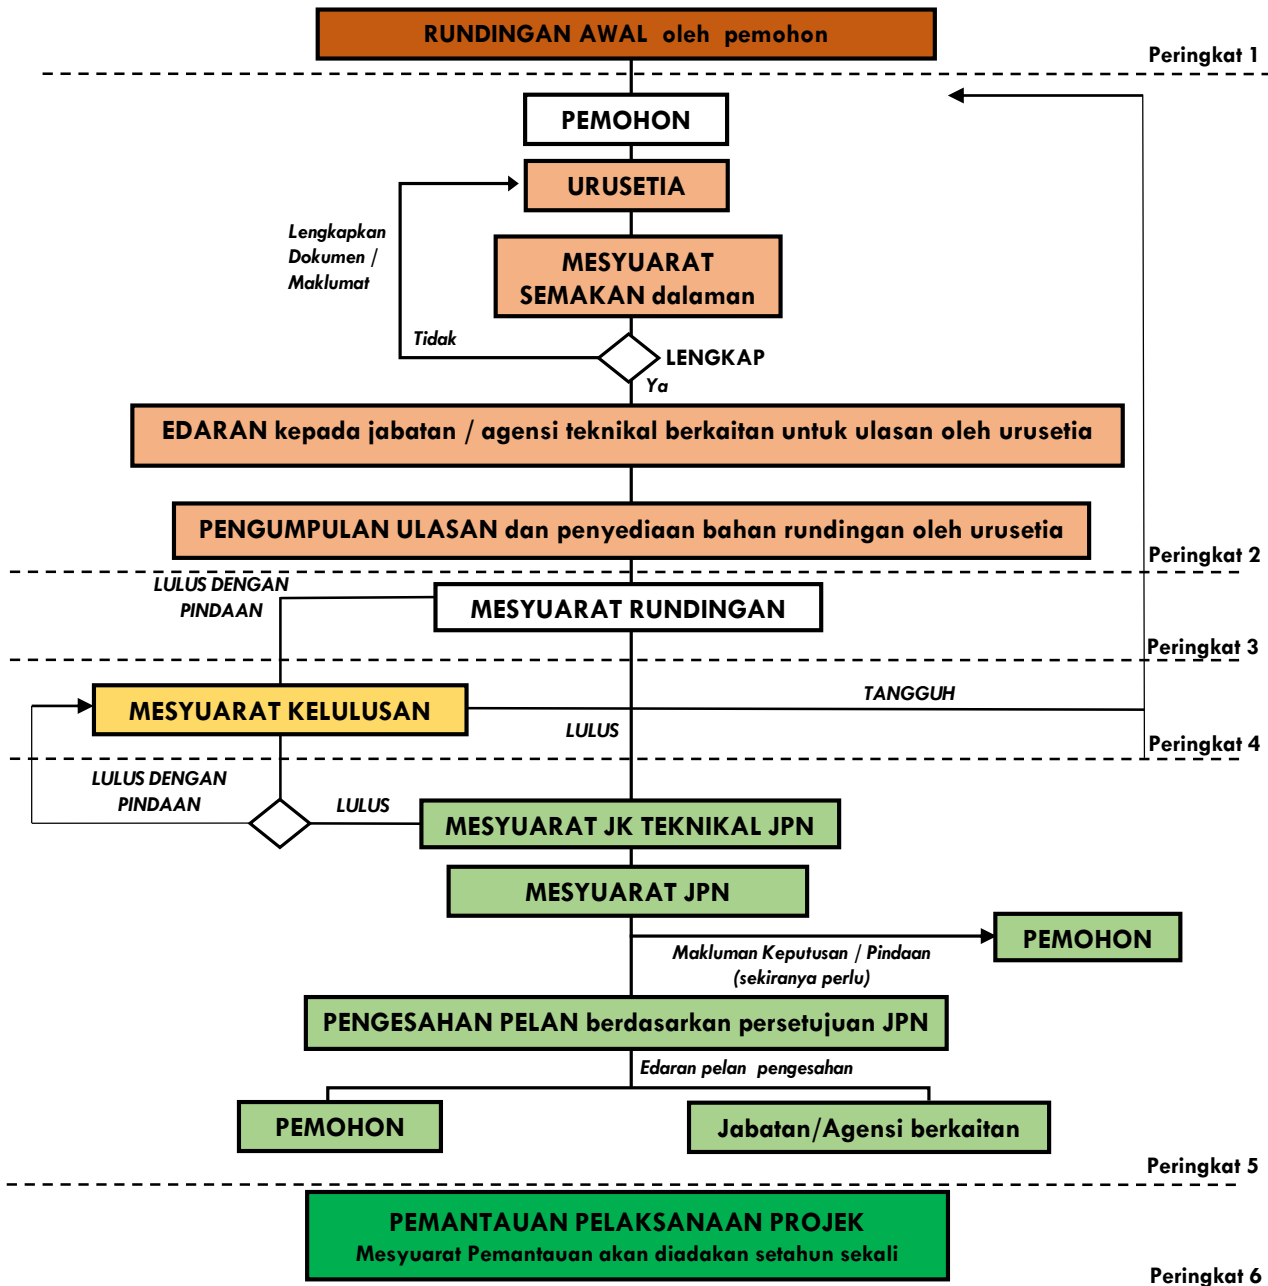 RUNDINGAN AWAL oleh pemohon
Peringkat 1
PEMOHON
URUSETIA
Lengkapkan
Dokumen /
Maklumat
MESYUARAT
SEMAKAN dalaman
Tidak
LENGKAP
Ya
EDARAN kepada jabatan / agensi teknikal berkaitan untuk ulasan oleh urusetia
PENGUMPULAN ULASAN dan penyediaan bahan rundingan oleh urusetia
Peringkat 2
LULUS DENGAN
PINDAAN
MESYUARAT RUNDINGAN
Peringkat 3
MESYUARAT KELULUSAN
TANGGUH
LULUS
Peringkat 4
LULUS DENGAN
PINDAAN
LULUS
MESYUARAT JK TEKNIKAL JPN
MESYUARAT JPN
PEMOHON
Makluman Keputusan / Pindaan
(sekiranya perlu)
PENGESAHAN PELAN berdasarkan persetujuan JPN
Edaran pelan pengesahan
PEMOHON
Jabatan/Agensi berkaitan
Peringkat 5
PEMANTAUAN PELAKSANAAN PROJEK
Mesyuarat Pemantauan akan diadakan setahun sekali
Peringkat 6